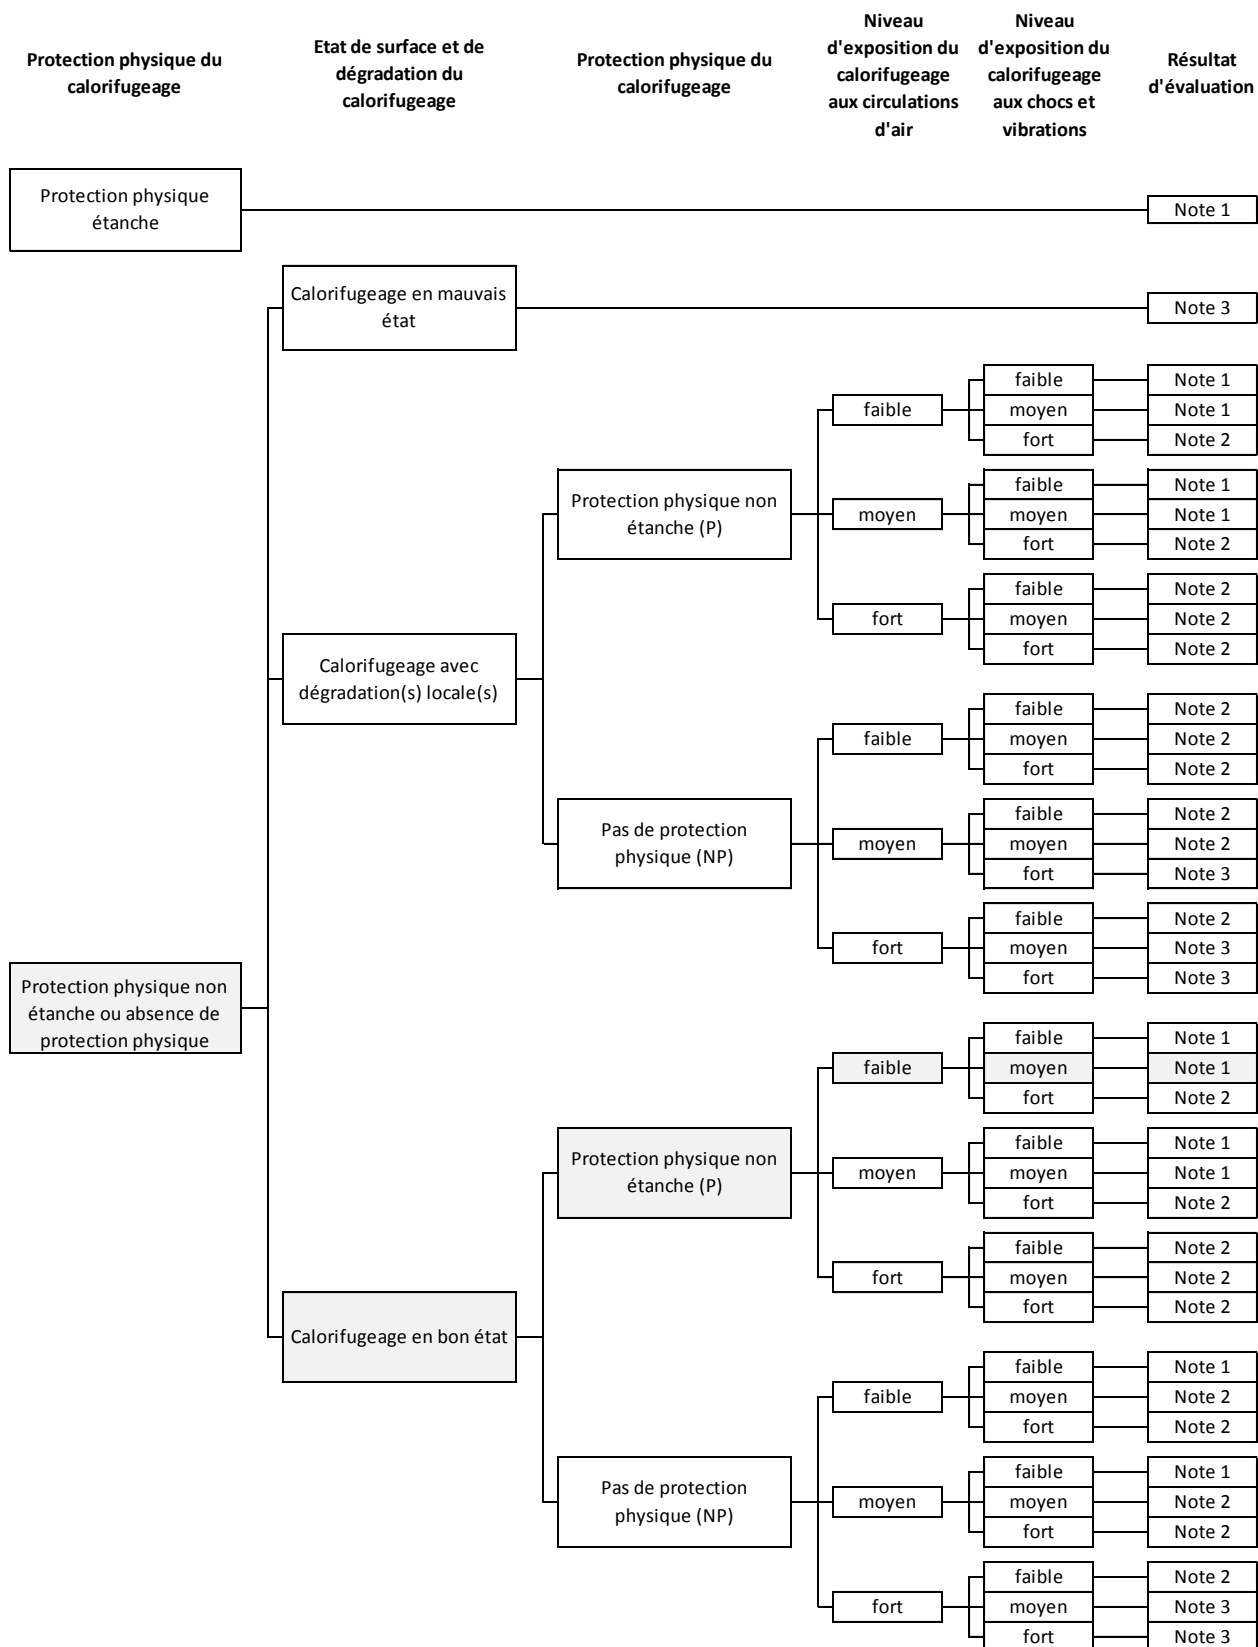 Protection physique du
calorifugeage
Etat de surface et de
dégradation du
calorifugeage
Protection physique du
calorifugeage
Niveau
d'exposition du
calorifugeage
aux circulations
d'air
Niveau
d'exposition du
calorifugeage
aux chocs et
vibrations
Résultat
d'évaluation
Protection physique
étanche
Note 1
Calorifugeage en mauvais
état
Note 3
faible
Note 1
faible
moyen
Note 1
fort
Note 2
Protection physique non
étanche (P)
faible
Note 1
moyen
moyen
Note 1
fort
Note 2
faible
Note 2
fort
moyen
Note 2
fort
Note 2
Calorifugeage avec
dégradation(s) locale(s)
faible
Note 2
faible
moyen
Note 2
fort
Note 2
Pas de protection
physique (NP)
faible
Note 2
moyen
moyen
Note 2
fort
Note 3
faible
Note 2
fort
moyen
Note 3
fort
Note 3
Protection physique non
étanche ou absence de
protection physique
faible
Note 1
faible
moyen
Note 1
fort
Note 2
Protection physique non
étanche (P)
faible
Note 1
moyen
moyen
Note 1
fort
Note 2
faible
Note 2
fort
moyen
Note 2
fort
Note 2
Calorifugeage en bon état
faible
Note 1
faible
moyen
Note 2
fort
Note 2
Pas de protection
physique (NP)
faible
Note 1
moyen
moyen
Note 2
fort
Note 2
faible
Note 2
fort
moyen
Note 3
fort
Note 3